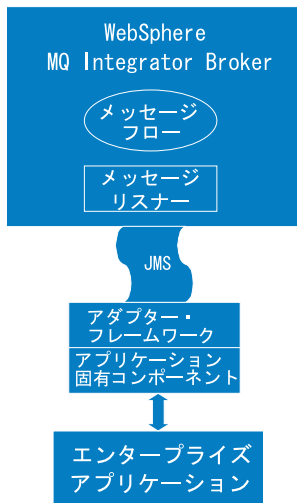 WebSphere
MQ Integrator Broker
メッセージ
フロー
メッセージ
リスナー
JMS
アダプター・
フレームワーク
アプリケーション
固有コンポーネント
エンタープライズ
アプリケーション